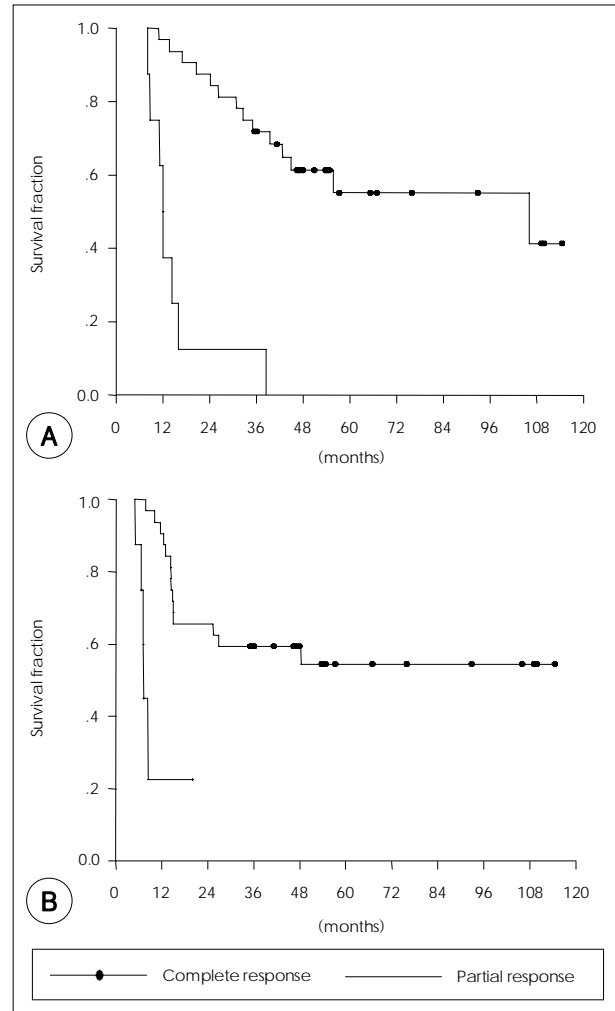 1.0
.8
.6
.4
.2
0.0
Survival fraction
A
0 12 24 36 48 60 72 84 96 108 120
(months)
1.0
.8
.6
.4
.2
0.0
Survival fraction
B
0 12 24 36 48 60 72 84 96 108 120
(months)
Complete response Partial response